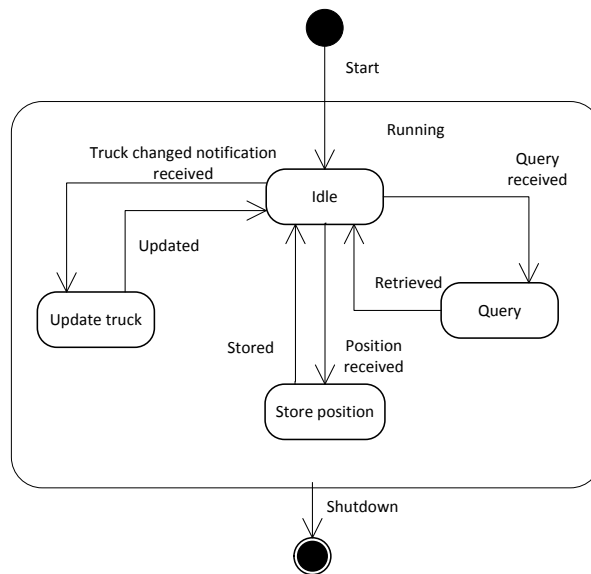 Start
Running
Truck changed notification
received
Query
received
Idle
Updated
Retrieved
Update truck
Query
Stored
Position
received
Store position
Shutdown